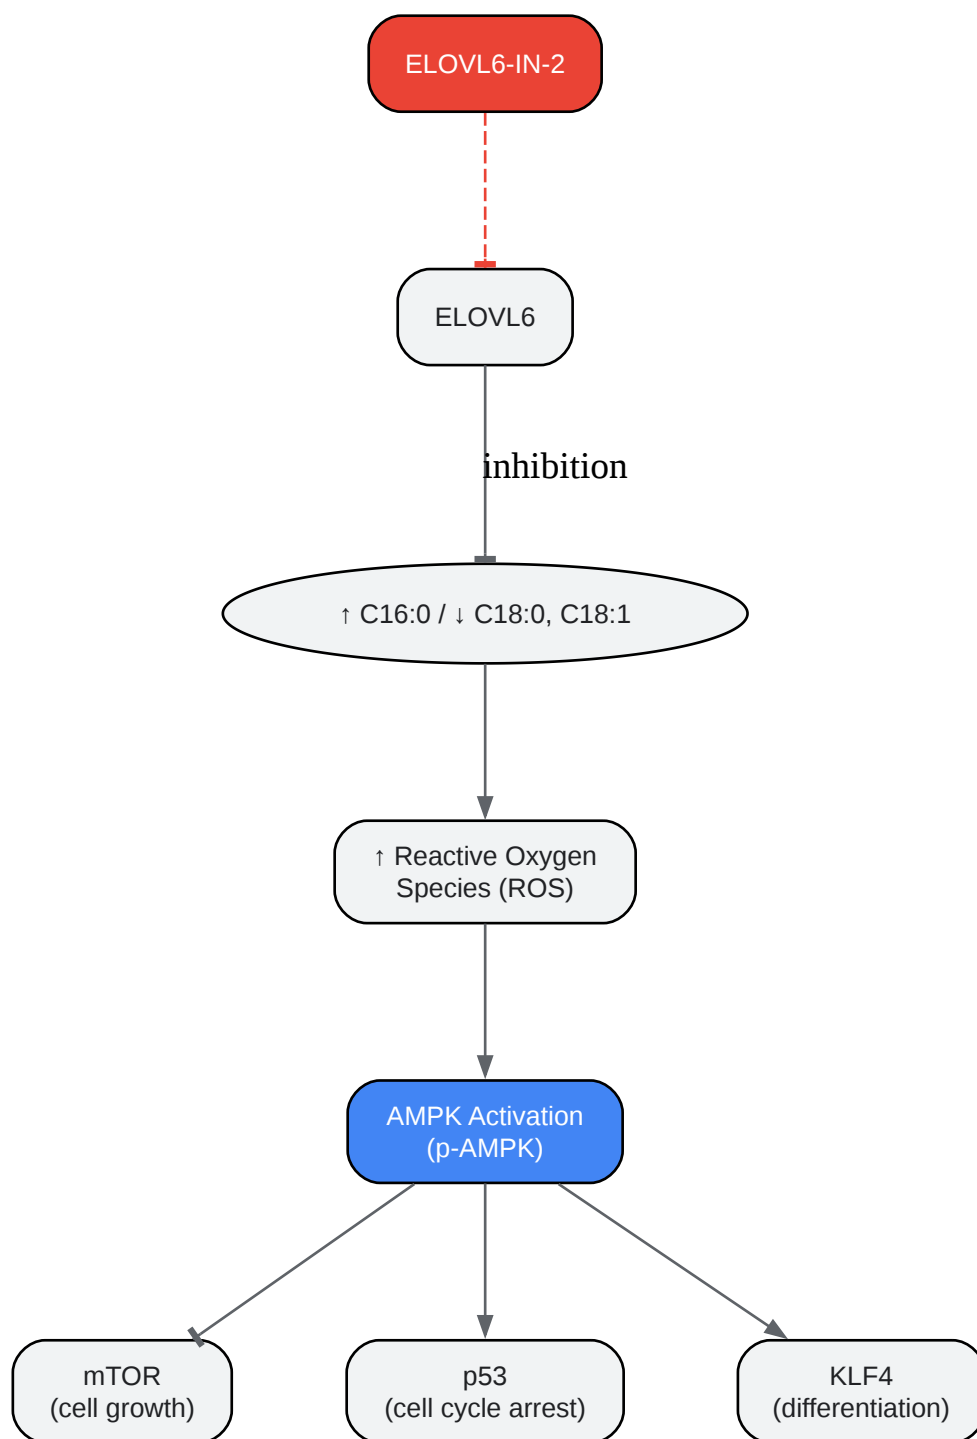 ELOVL6-IN-2
ELOVL6
inhibition
↑ C16:0 / ↓ C18:0, C18:1
↑ Reactive Oxygen
Species (ROS)
AMPK Activation
(p-AMPK)
mTOR
(cell growth)
p53
(cell cycle arrest)
KLF4
(differentiation)